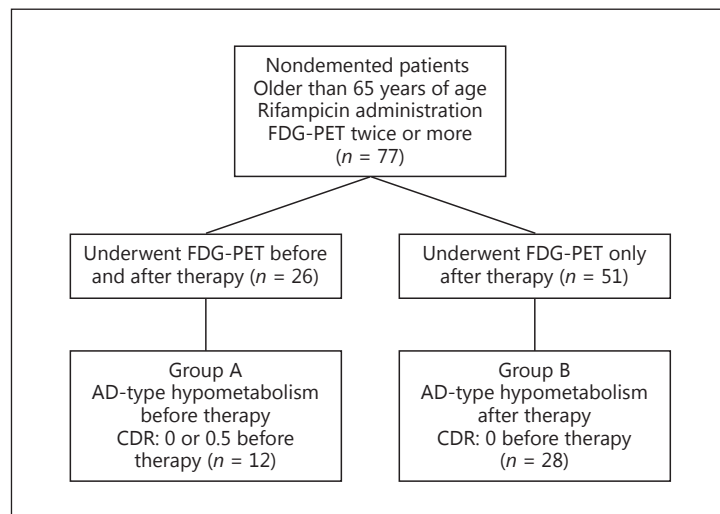 Nondemented patients
Older than 65 years of age
Rifampicin administration
FDG-PET twice or more
(n = 77)
Underwent FDG-PET before
and after therapy (n = 26)
Underwent FDG-PET only
after therapy (n = 51)
Group A
AD-type hypometabolism
before therapy
CDR: 0 or 0.5 before
therapy (n = 12)
Group B
AD-type hypometabolism
after therapy
CDR: 0 before therapy
(n = 28)